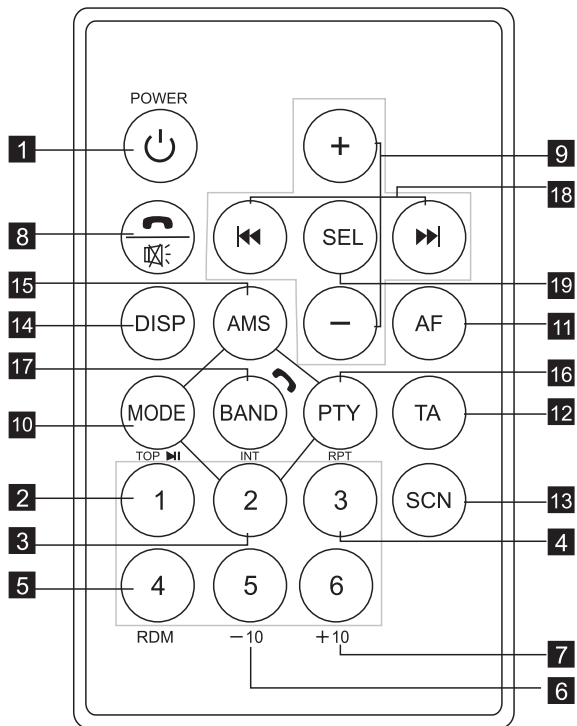 POWER
1
+
9
18
8
SEL
15
19
14
DISP
AMS
−
AF
11
17
16
10
MODE
BAND
PTY
TA
12
TOP
INT
RPT
2
1
2
3
SCN
13
3
4
5
4
5
6
RDM
−10
+10
7
6